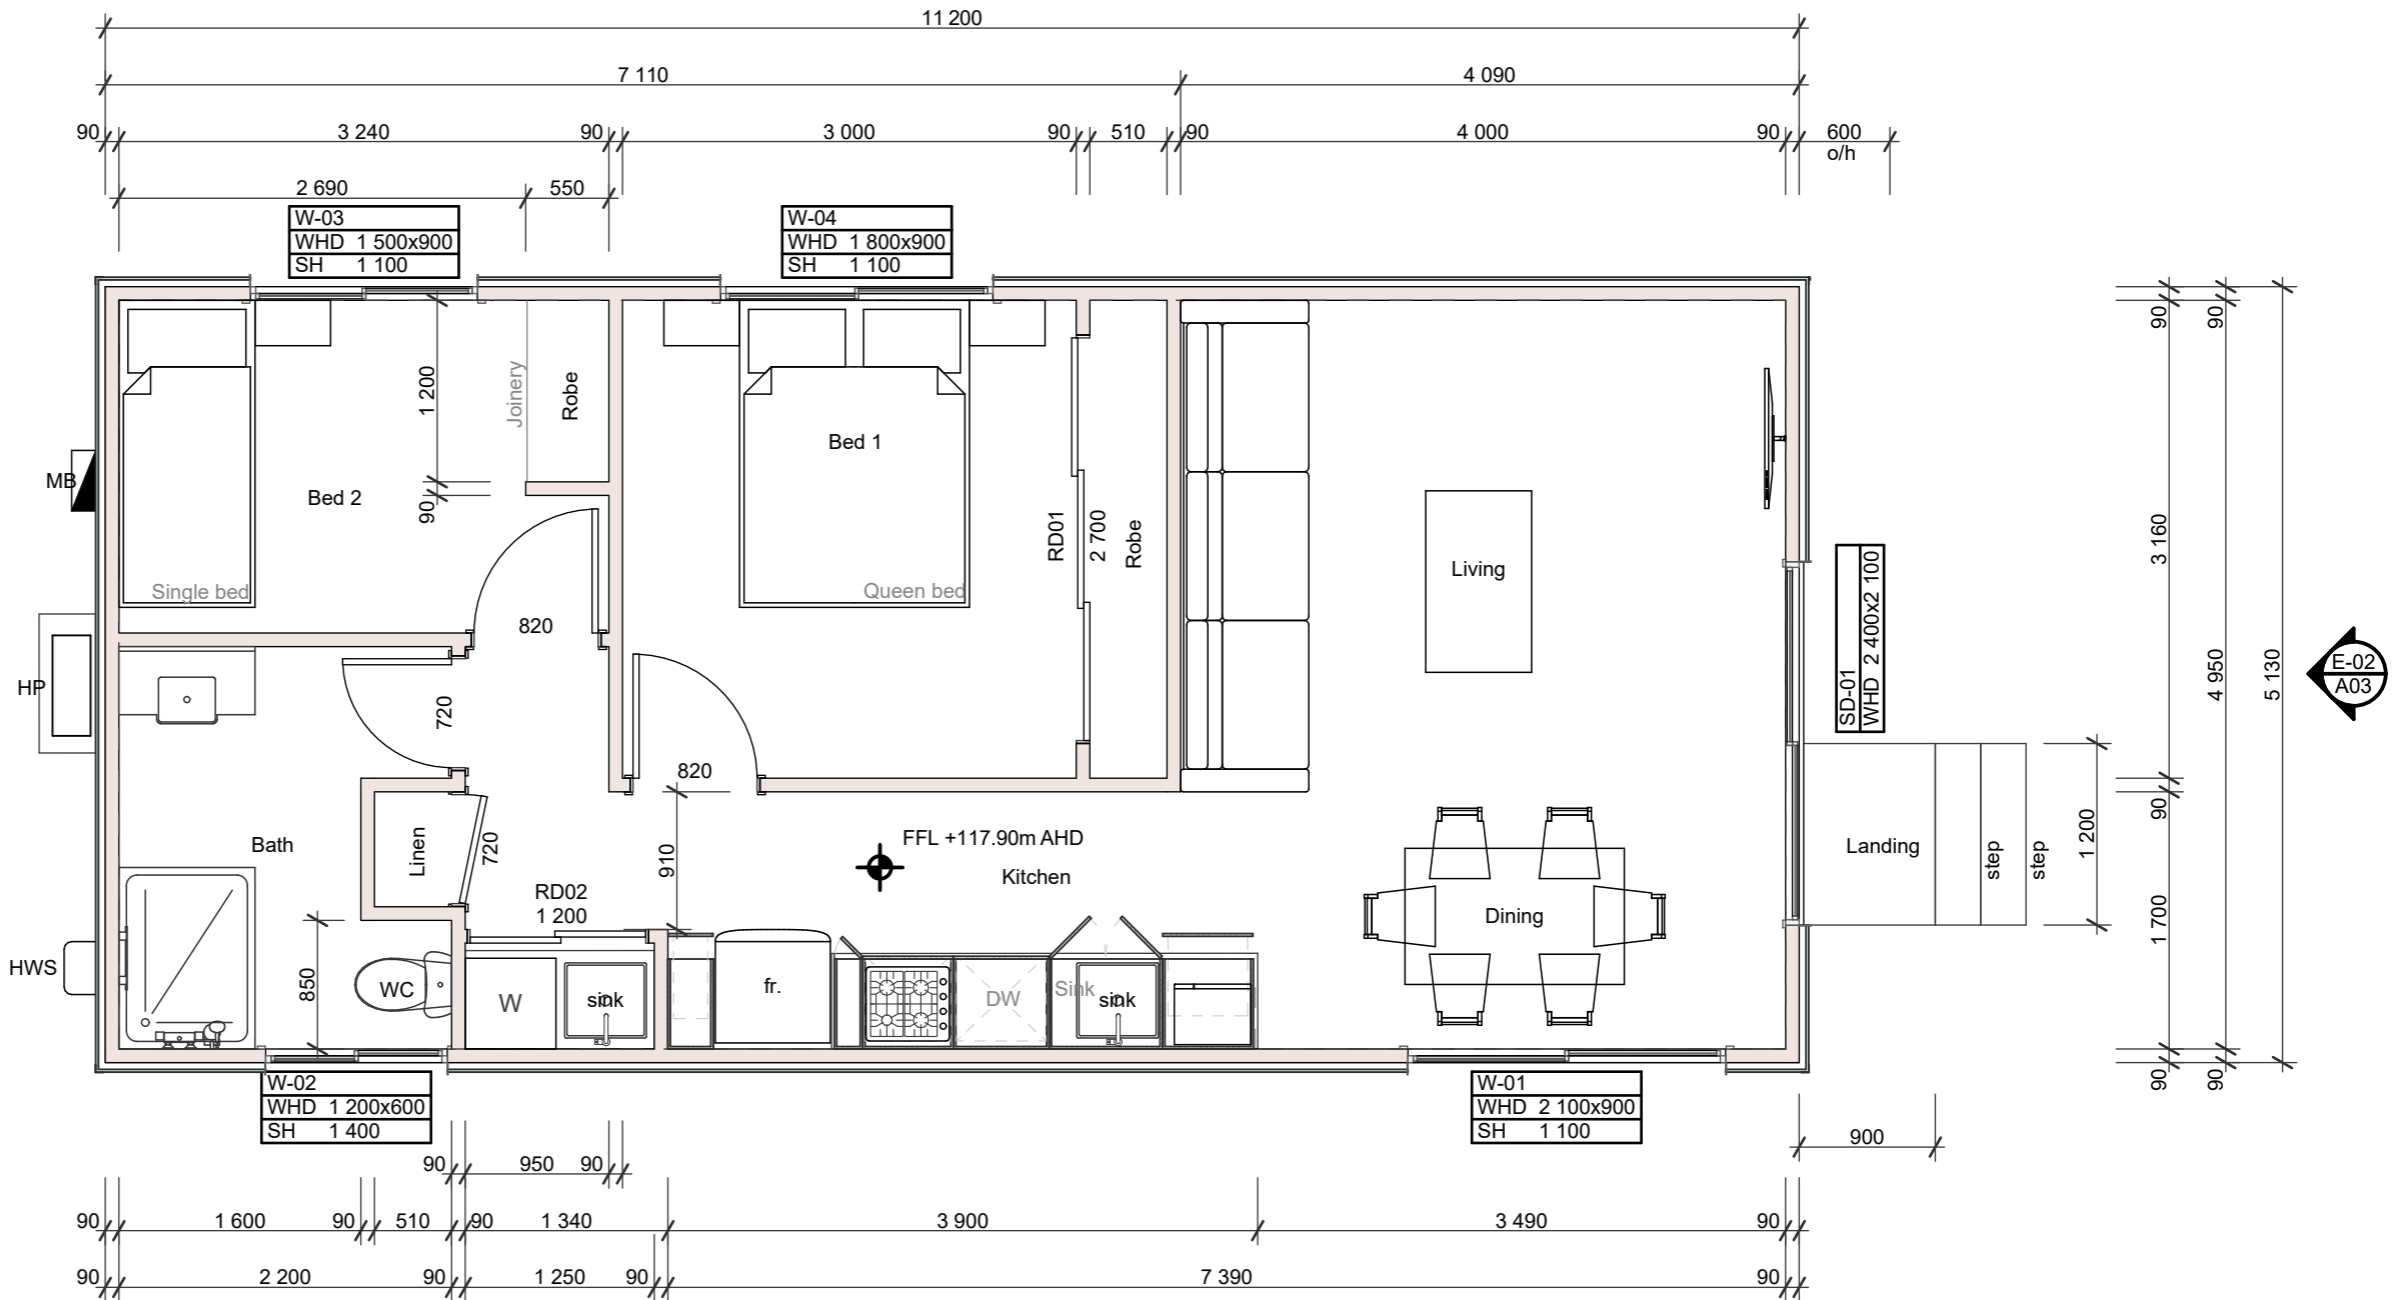 11 200
7 110
4 090
90
3 240
90
3 000
90
510
90
4 000
90
600
o/h
2 690
550
W-03
WHD 1 500x900
SH 1 100
W-04
WHD 1 800x900
SH 1 100
90
90
1 200
Joinery
Robe
Bed 1
MB
Bed 2
90
RD01
2 700
Robe
Living
SD-01
WHD 2 400x2 100
3 160
4 950
5 130
E-02
A03
Single bed
Queen bed
820
HP
720
820
Bath
Linen
720
910
FFL +117.90m AHD
Kitchen
Landing
step
step
1 200
90
RD02
1 200
Dining
1 700
HWS
850
WC
W
sink
fr.
DW
Sink
sink
90
90
W-02
WHD 1 200x600
SH 1 400
W-01
WHD 2 100x900
SH 1 100
900
90
950
90
90
1 600
90
510
90
1 340
3 900
3 490
90
90
2 200
90
1 250
90
7 390
90